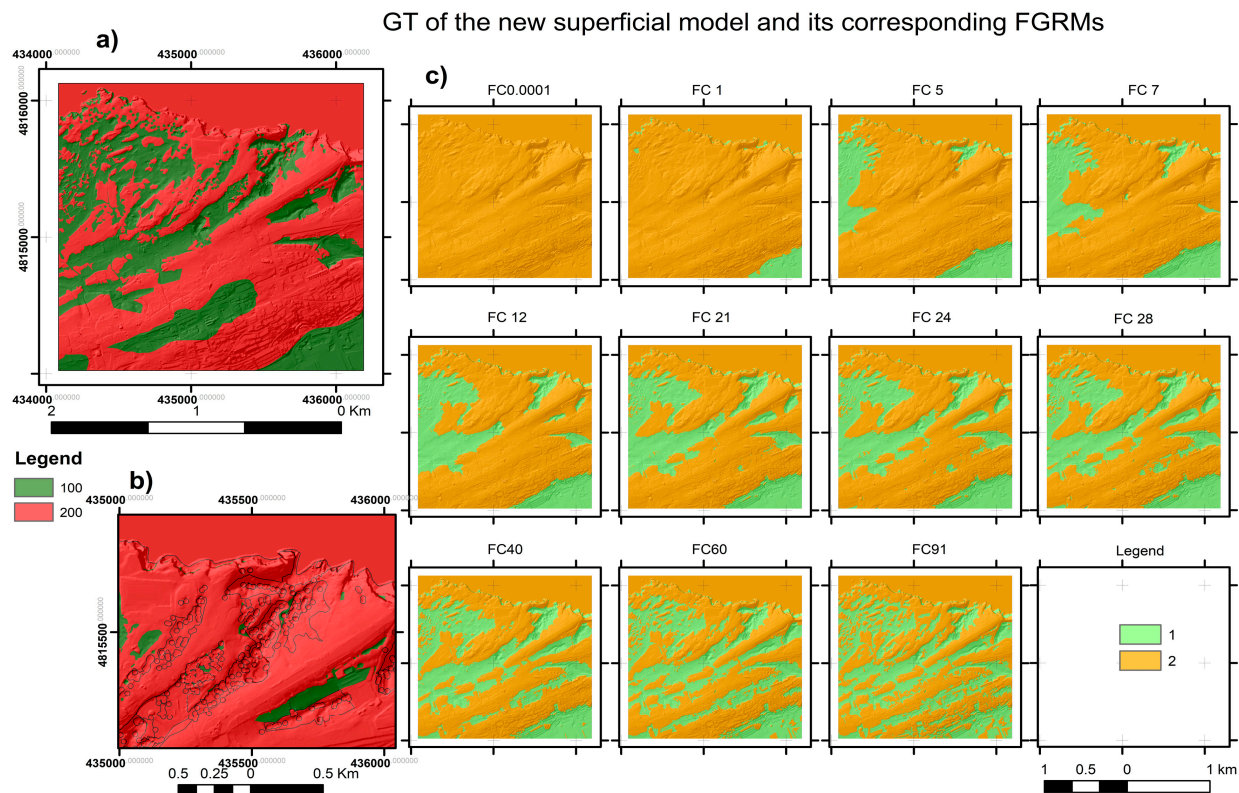 GT of the new superficial model and its corresponding FGRMs
a)
434000.000000 435000.000000 436000.000000
4816000
4815000.000000
434000.000000 435000.000000 436000.000000
2 1 0 Km
Legend
100
200
b)
435000.000000 435500.000000 436000.000000
4815500.000000
435000.000000 435500.000000 436000.000000
0.5 0.25 0 0.5 Km
c)
FC0.0001 FC 1 FC 5 FC 7
FC 12 FC 21 FC 24 FC 28
FC40 FC60 FC91 Legend
1
2
1 0.5 0 1 km